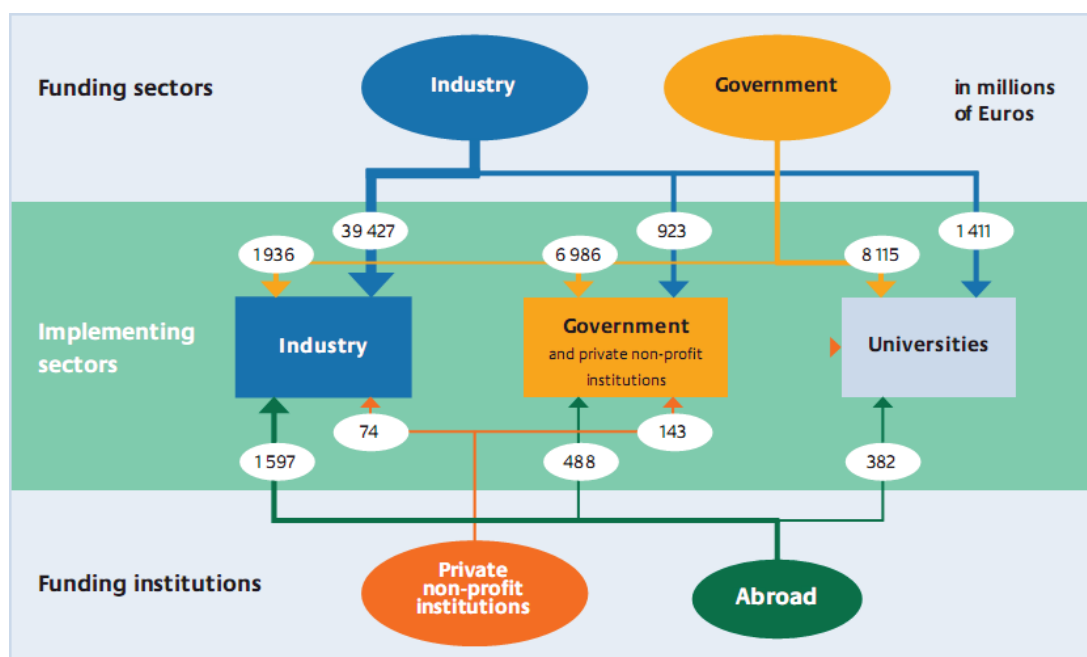 Funding sectors
Industry
Government
in millions
of Euros
39 427
923
1 411
1 936
6 986
8 115
Implementing
sectors
Industry
Government
and private non-profit
institutions
Universities
74
143
1 597
488
382
Funding institutions
Private
non-profit
institutions
Abroad